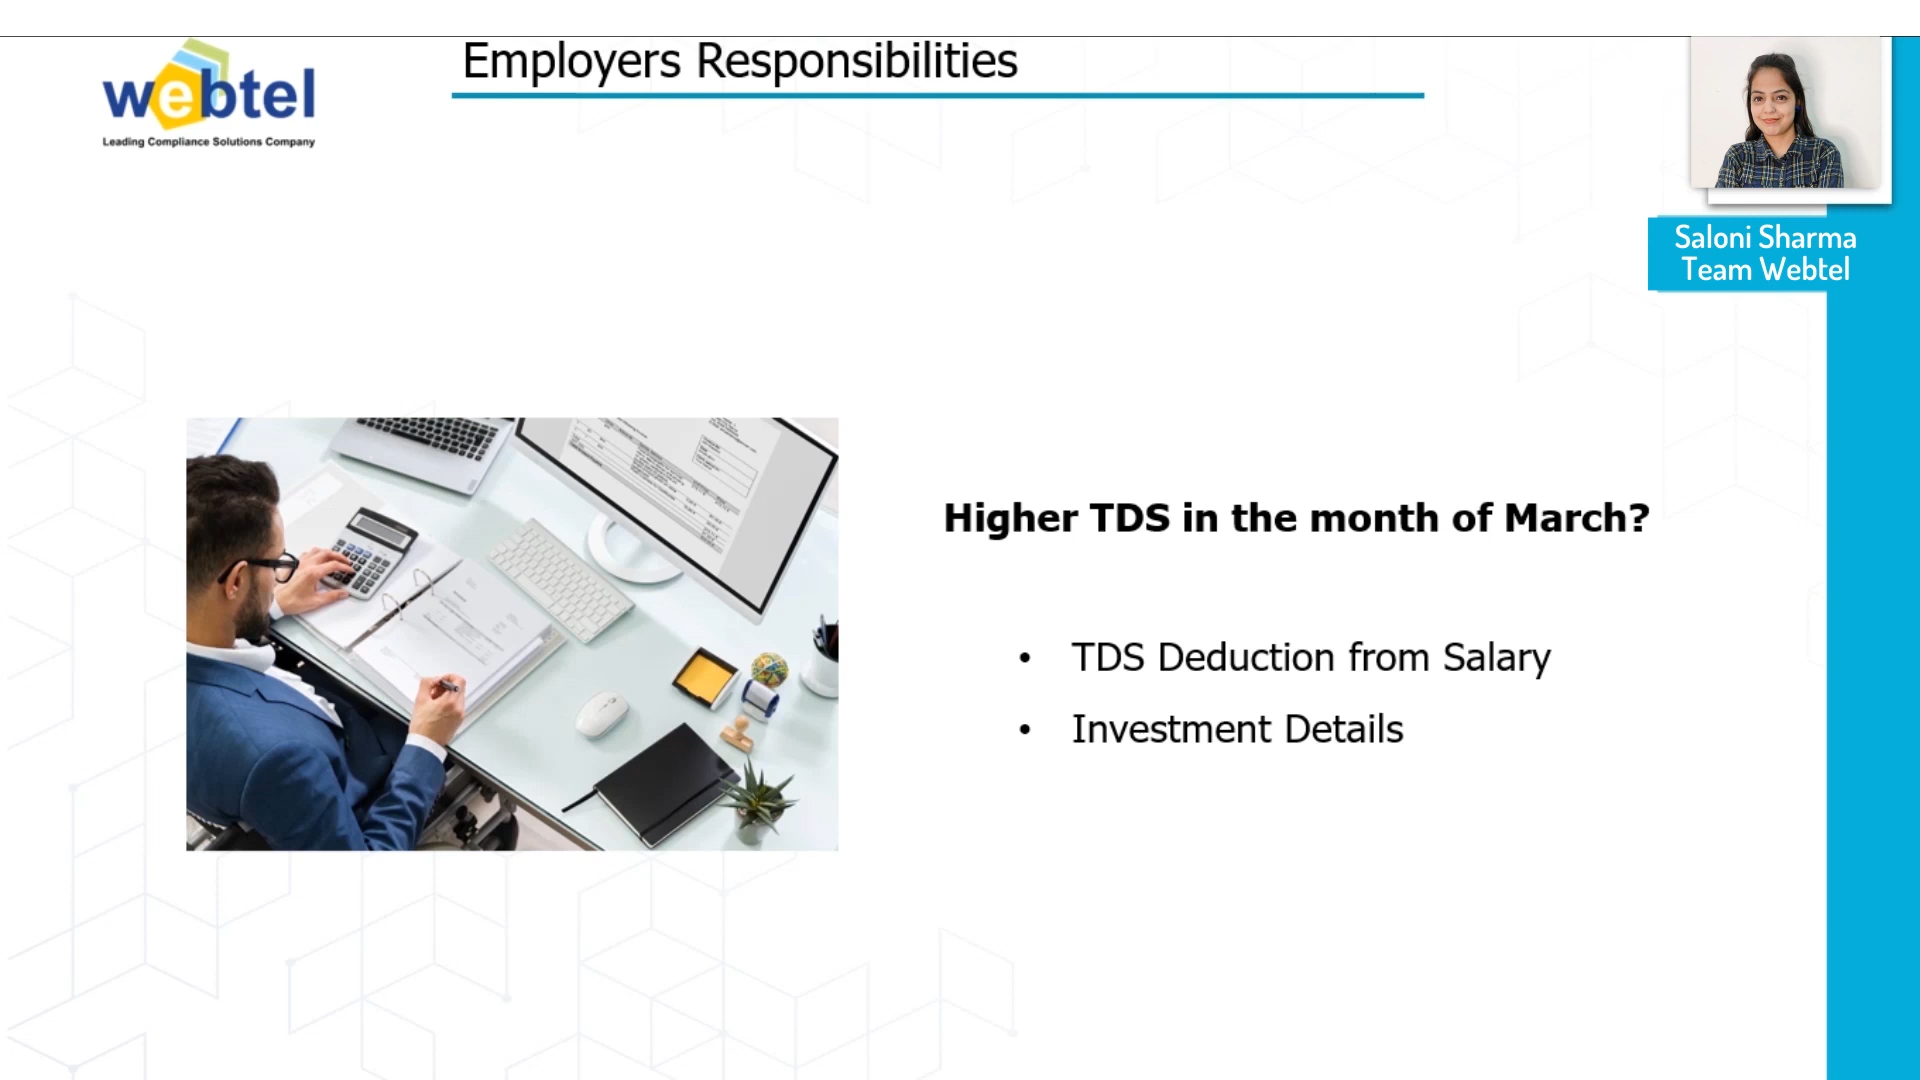 webtel
Leading Compliance Solutions Company
Employers Responsibilities
Saloni Sharma
Team Webtel
Higher TDS in the month of March?
• TDS Deduction from Salary
• Investment Details